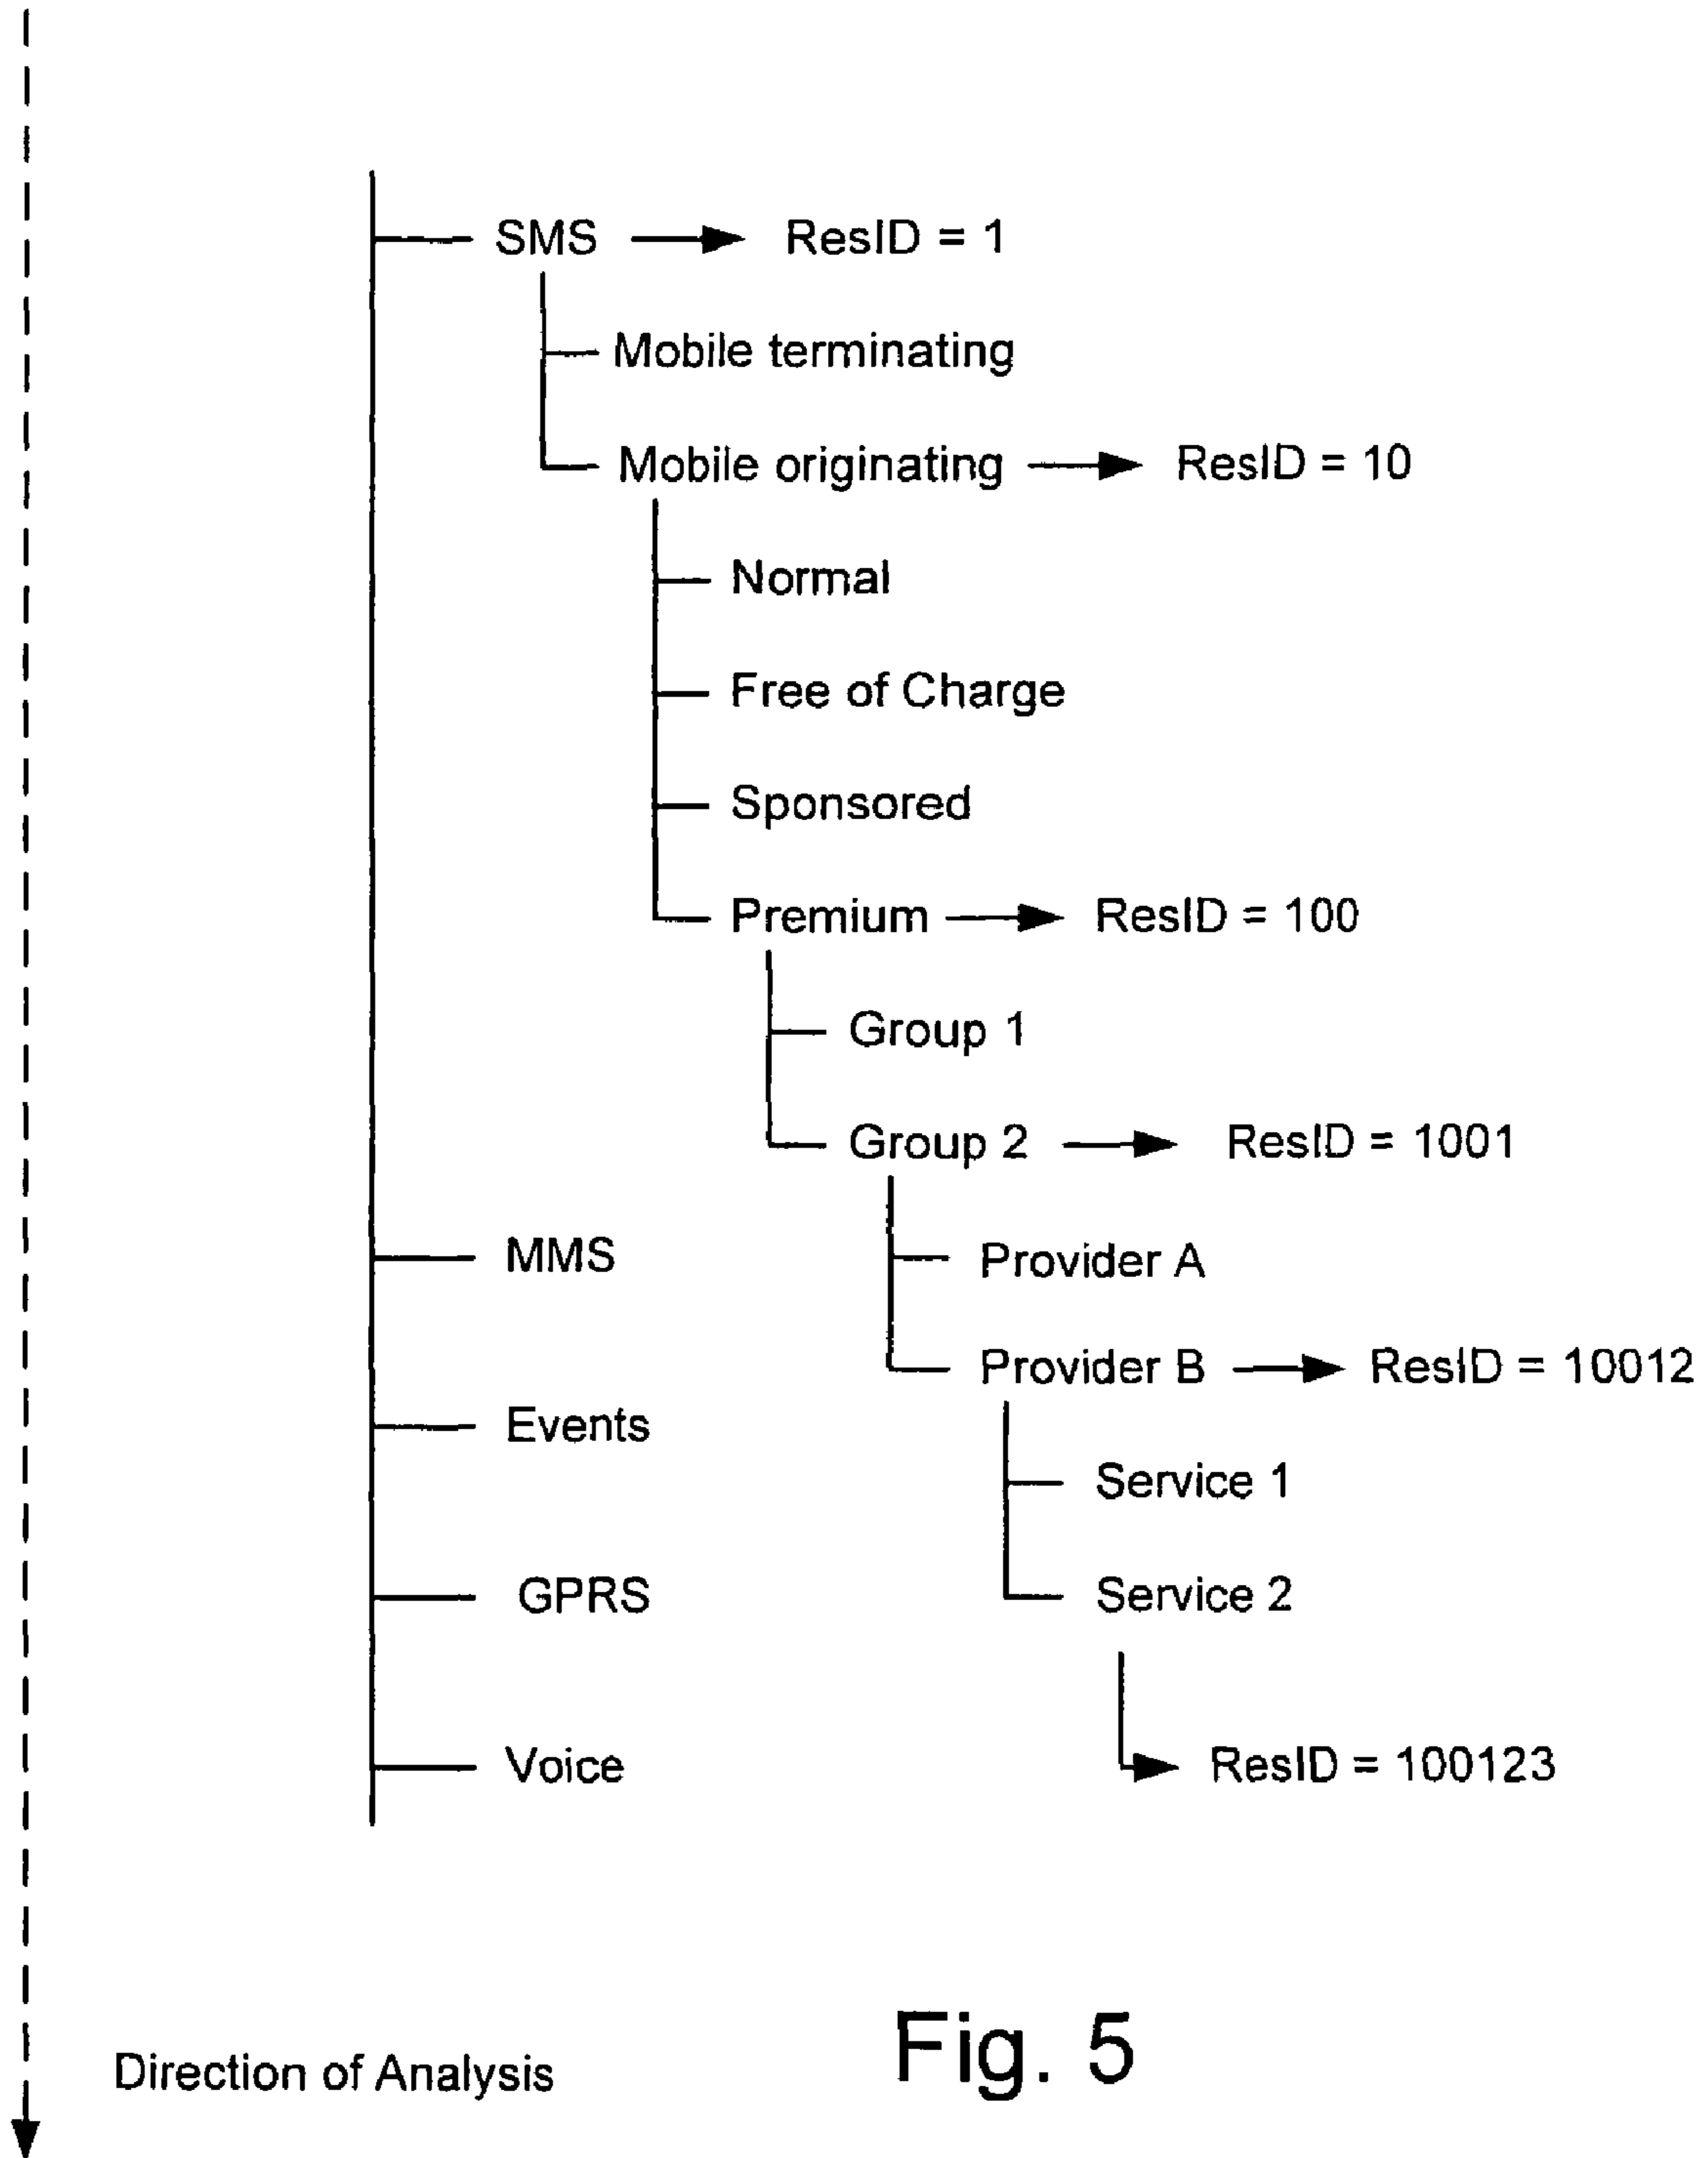 SMS → ResID = 1
Mobile terminating
Mobile originating → ResID = 10
Normal
Free of Charge
Sponsored
Premium → ResID = 100
Group 1
Group 2 → ResID = 1001
MMS
Provider A
Provider B → ResID = 10012
Events
Service 1
GPRS
Service 2
Voice
ResID = 100123
Direction of Analysis
Fig. 5